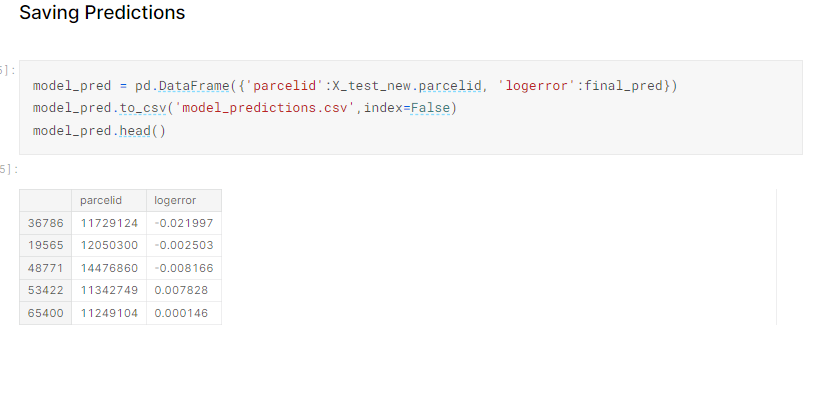 Saving Predictions
5]:
model_pred = pd.DataFrame({'parcelid':X_test_new.parcelid, 'logerror':final_pred})
model_pred.to_csv('model_predictions.csv',index=False)
model_pred.head()
5]:
parcelid logerror
36786 11729124 -0.021997
19565 12050300 -0.002503
48771 14476860 -0.008166
53422 11342749 0.007828
65400 11249104 0.000146